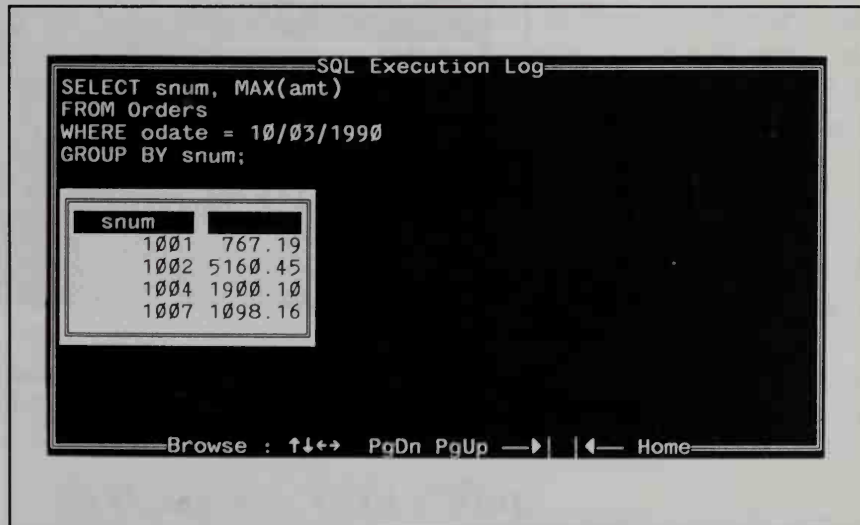 SQL Execution Log
SELECT snum, MAX(amt)
FROM Orders
WHERE odate = 10/03/1990
GROUP BY snum;
snum
1001 767.19
1002 5160.45
1004 1900.10
1007 1098.16
Browse : ↑↓←→ PgDn PgUp —▶| |◀— Home